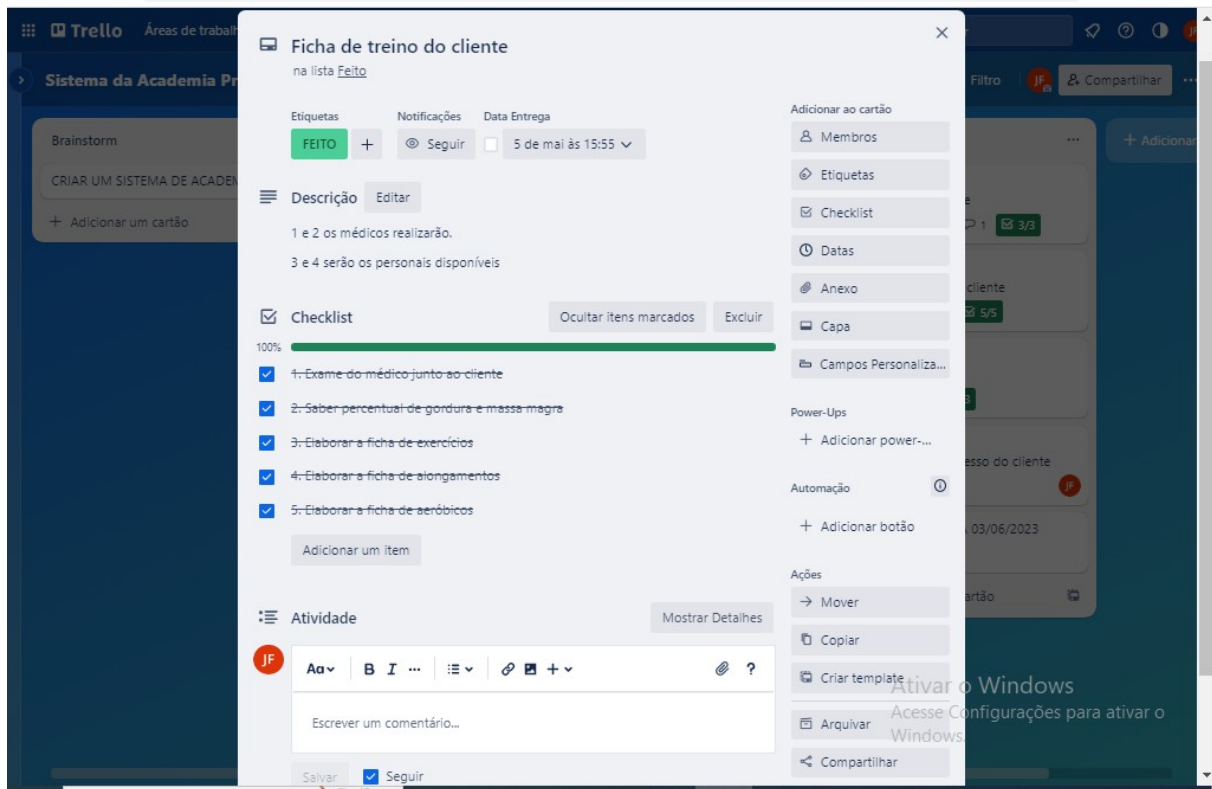 Trello
Áreas de trabalh
Sistema da Academia Pr
Filtro
JF
Compartilhar
Brainstorm
CRIAR UM SISTEMA DE ACADEM
+ Adicionar um cartão
+ Adicionar
Ficha de treino do cliente
na lista Feito
Etiquetas
Notificações
Data Entrega
FEITO
+
Seguir
5 de mai às 15:55
Descrição
Editar
1 e 2 os médicos realizarão.
3 e 4 serão os personais disponíveis
Checklist
Ocultar itens marcados
Excluir
100%
1. Exame do médico junto ao cliente
2. Saber percentual de gordura e massa magra
3. Elaborar a ficha de exercícios
4. Elaborar a ficha de alongamentos
5. Elaborar a ficha de aeróbicos
Adicionar um item
Atividade
Mostrar Detalhes
JF
Aa
B
I
...
+
?
Escrever um comentário...
Salvar
Seguir
Adicionar ao cartão
Membros
Etiquetas
Checklist
Datas
Anexo
Capa
Campos Personaliza...
Power-Ups
+ Adicionar power-...
Automação
+ Adicionar botão
Ações
Mover
Copiar
Criar template
Arquivar
Compartilhar
1
3/3
cliente
5/5
3
esso do cliente
JF
03/06/2023
artão
Ativar o Windows
Acesse Configurações para ativar o
Windows.